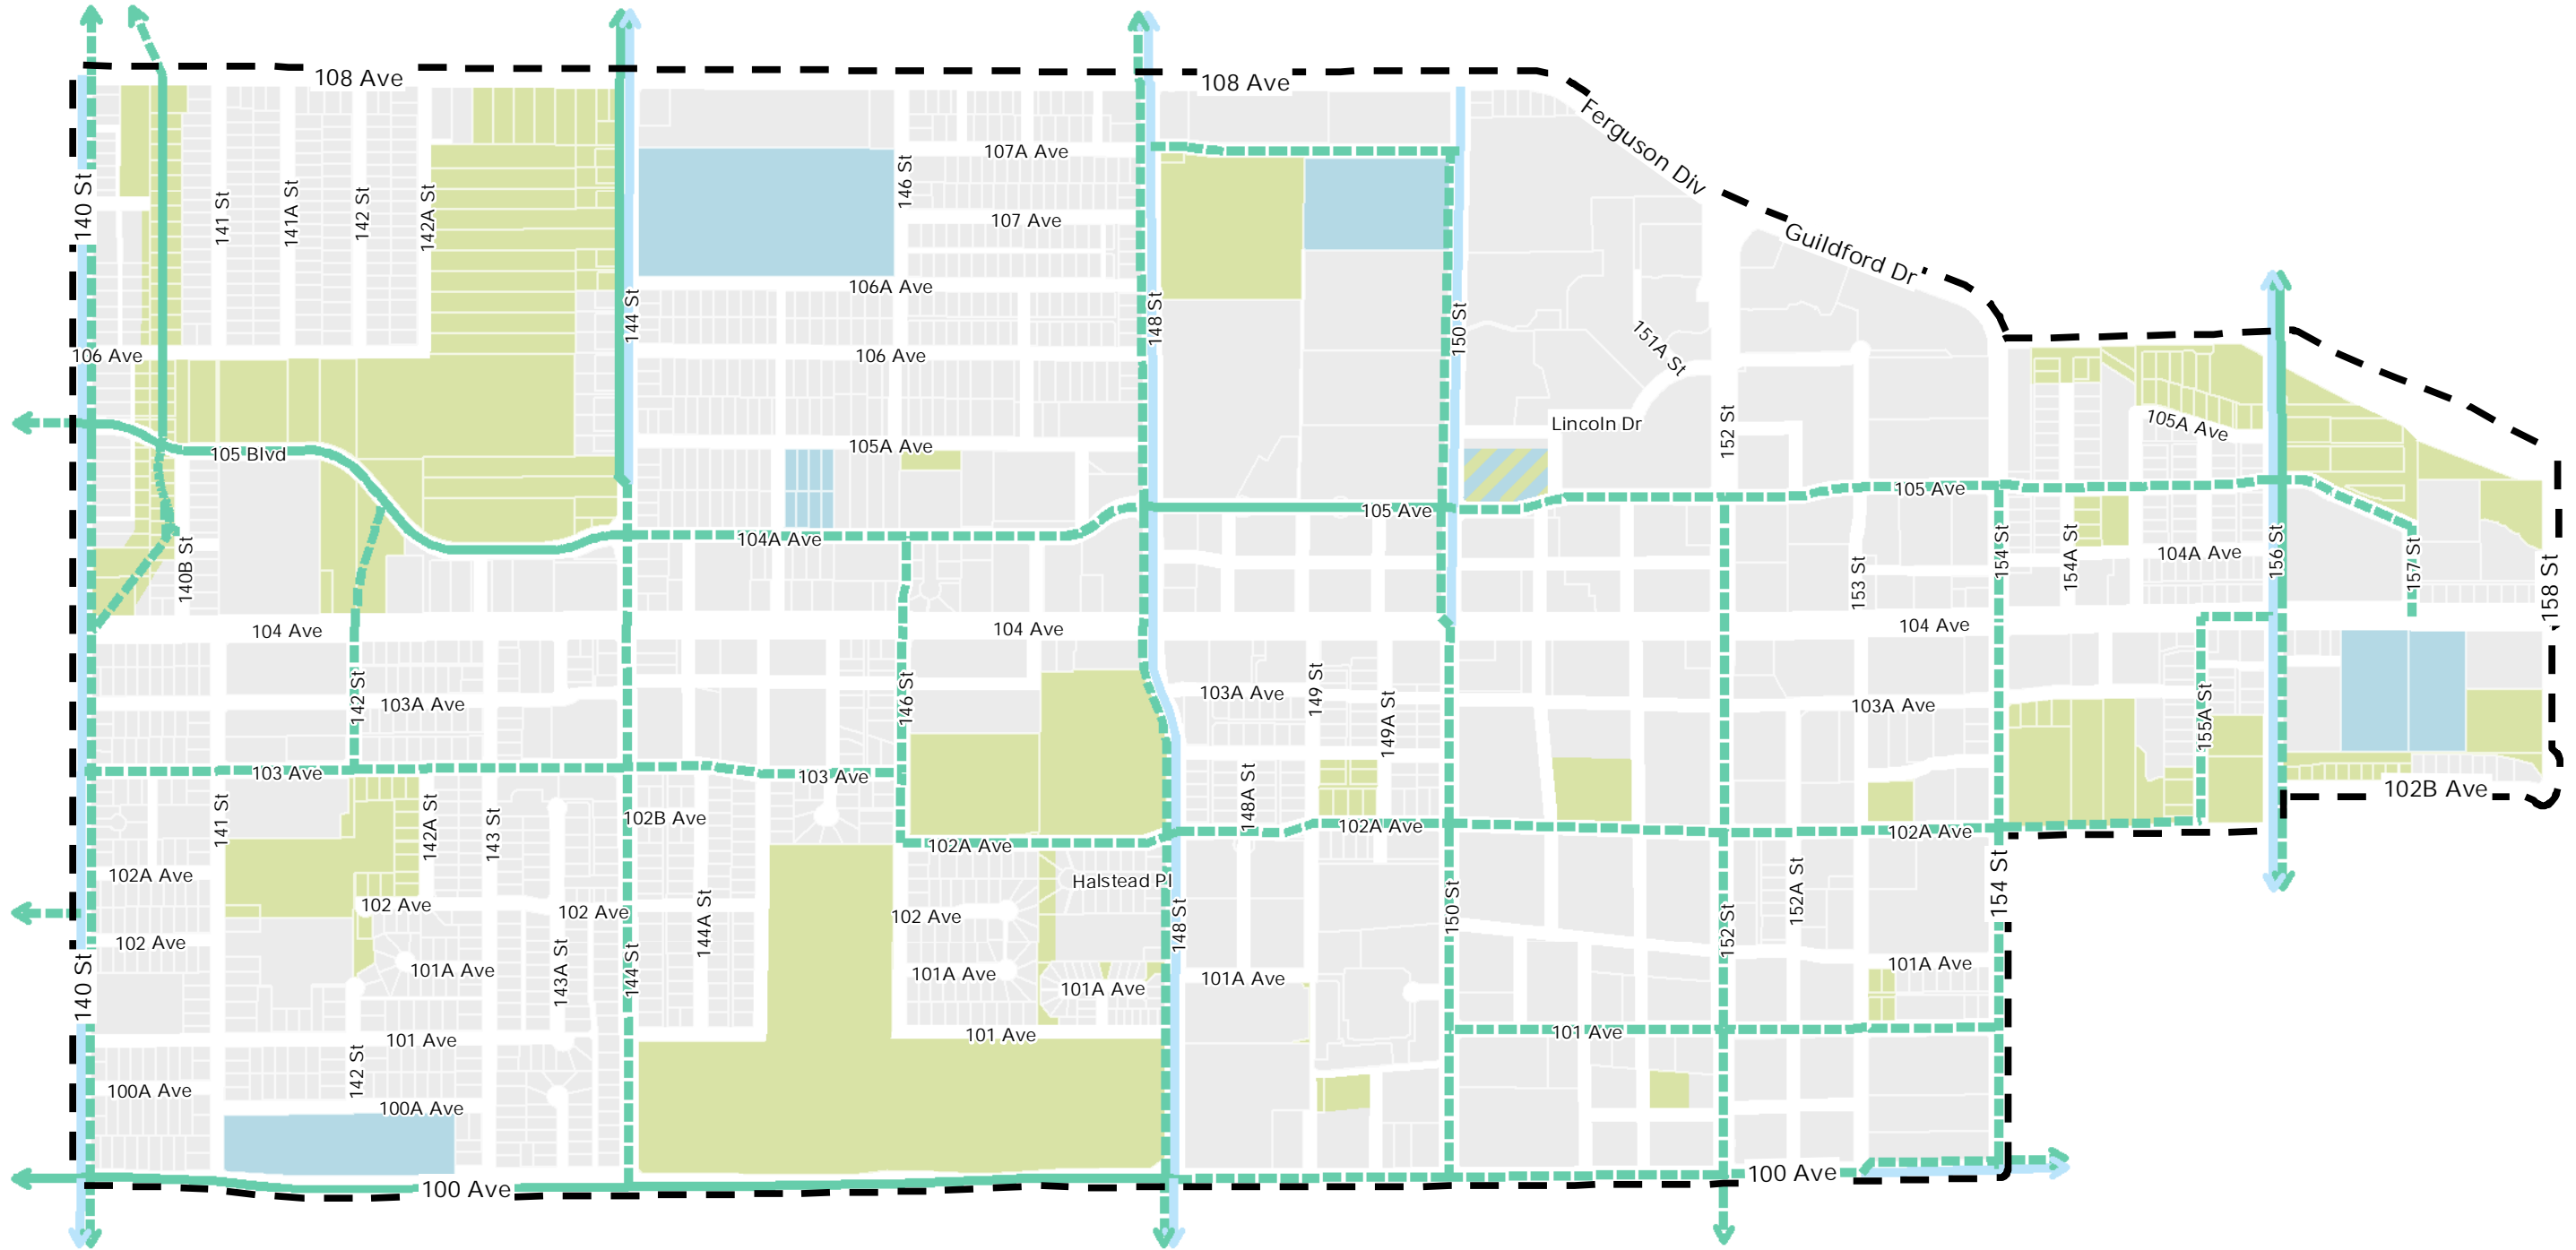 108 Ave
108 Ave
Ferguson Div
Guildford Dr
140 St
141 St
141A St
142 St
142A St
146 St
107A Ave
107 Ave
106A Ave
144 St
148 St
150 St
151A St
106 Ave
106 Ave
105A Ave
Lincoln Dr
152 St
105A Ave
105 Blvd
104A Ave
105 Ave
105 Ave
140B St
153 St
154 St
154A St
104A Ave
156 St
157 St
158 St
104 Ave
104 Ave
104 Ave
142 St
103A Ave
146 St
103A Ave
149 St
149A St
103A Ave
155A St
103 Ave
103 Ave
102B Ave
141 St
142A St
143 St
102B Ave
148A St
102A Ave
102A Ave
102A Ave
102A Ave
Halstead Pl
102 Ave
102 Ave
102 Ave
144A St
148 St
150 St
152 St
152A St
154 St
102 Ave
101A Ave
143A St
144 St
101A Ave
101A Ave
101A Ave
101A Ave
140 St
101 Ave
101 Ave
101 Ave
142 St
100A Ave
100A Ave
100 Ave
100 Ave